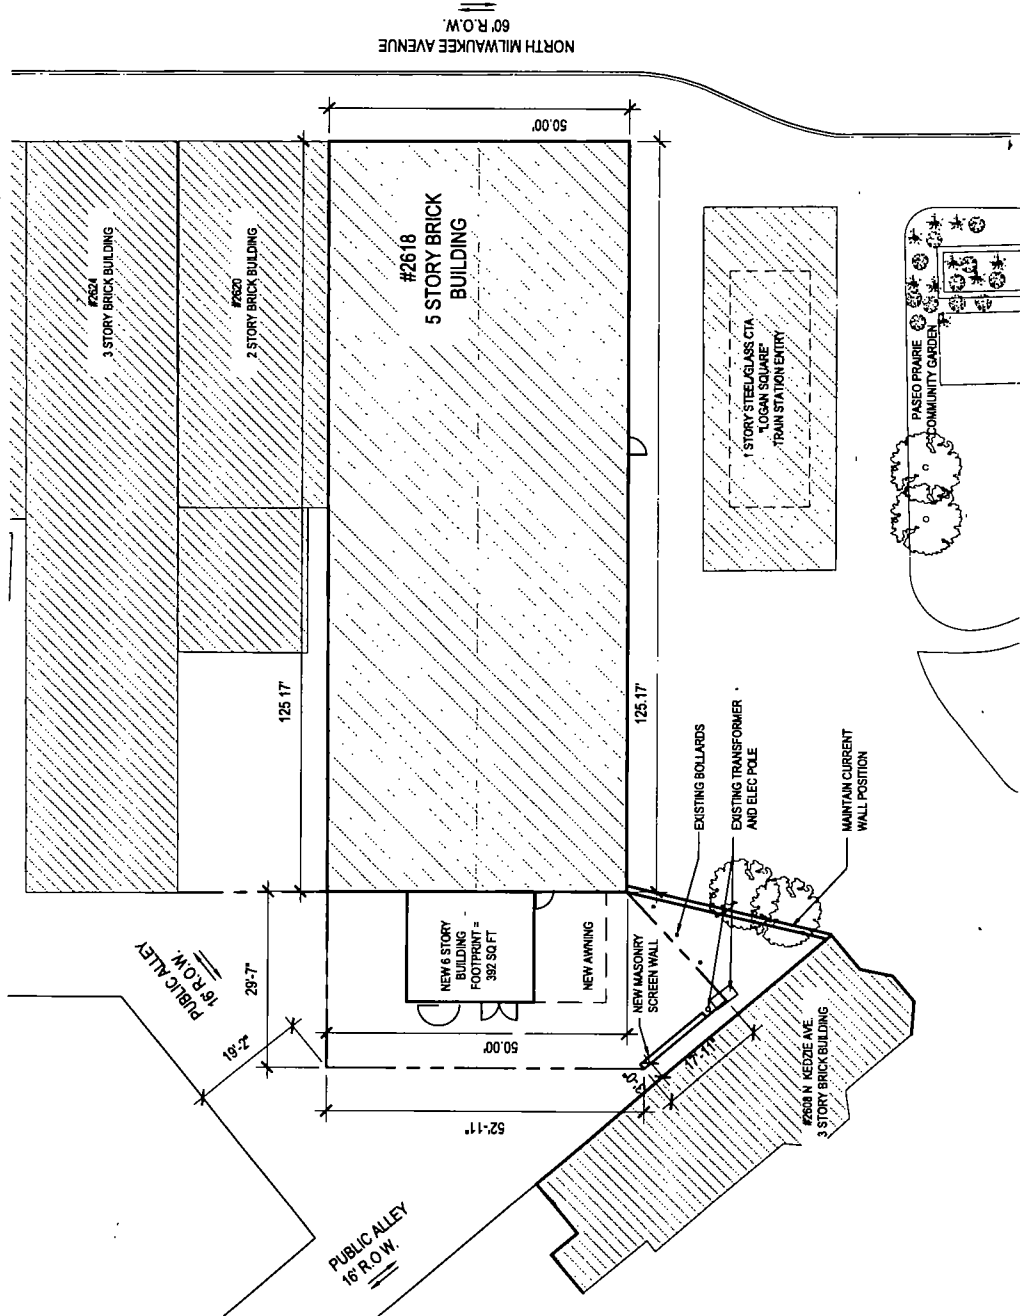 NORTH MILWAUKEE AVENUE
60' R.O.W.
50.00'
#2624
3 STORY BRICK BUILDING
#2620
2 STORY BRICK BUILDING
#2618
5 STORY BRICK
BUILDING
1 STORY STEEL/GLASS CTA
"LOGAN SQUARE"
TRAIN STATION ENTRY
PASEO PRAIRIE
COMMUNITY GARDEN
125 17'
125.17'
EXISTING BOLLARDS
EXISTING TRANSFORMER
AND ELEC POLE
MAINTAIN CURRENT
WALL POSITION
PUBLIC ALLEY
16' R.O.W.
29'-7"
19'-2"
NEW 6 STORY
BUILDING
FOOTPRINT =
392 SQ FT
NEW AWNING
NEW MASONRY
SCREEN WALL
50.00'
52'-11"
17'-11"
#2608 N KEDZIE AVE.
3 STORY BRICK BUILDING
PUBLIC ALLEY
16' R.O W.